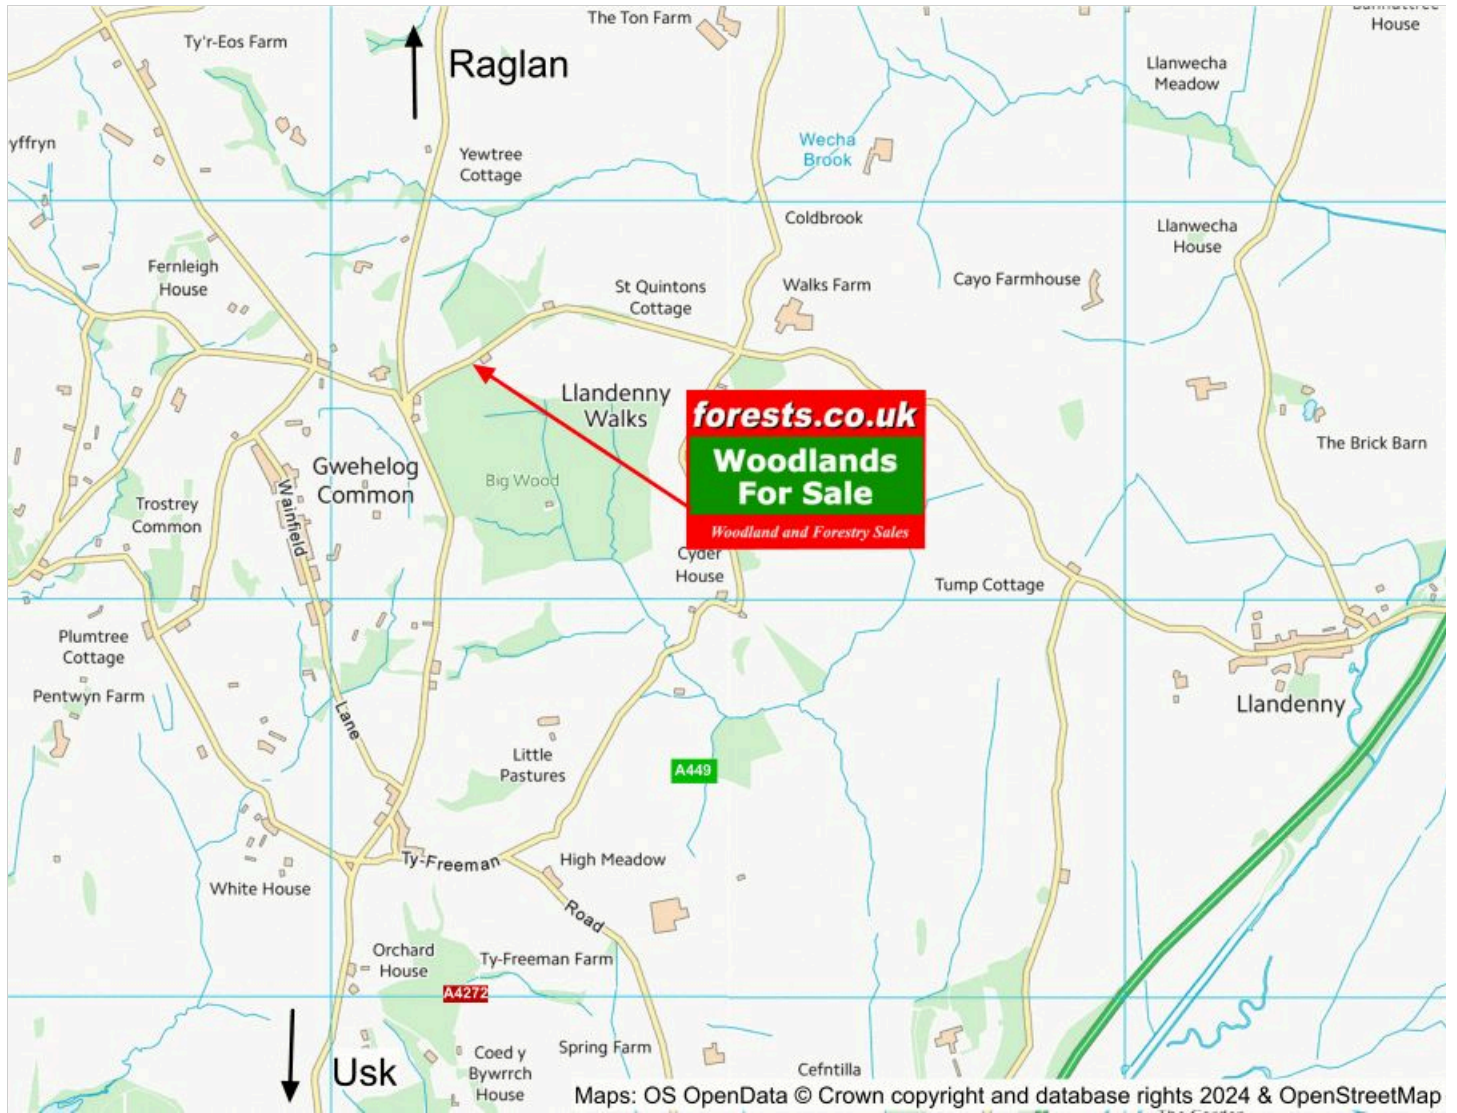 The Ton Farm
House
Ty'r-Eos Farm
Raglan
Llanwecha
Meadow
yffryn
Yewtree
Cottage
Wecha
Brook
Coldbrook
Llanwecha
House
Fernleigh
House
St Quintons
Cottage
Walks Farm
Cayo Farmhouse
Llandenny
Walks
forests.co.uk
Woodlands
For Sale
Woodland and Forestry Sales
The Brick Barn
Gwehelog
Common
Big Wood
Trostrey
Common
Wainfield
Cyder
House
Tump Cottage
Plumtree
Cottage
Pentwyn Farm
Lane
Llandenny
Little
Pastures
A449
Ty-Freeman
High Meadow
White House
Road
Orchard
House
Ty-Freeman Farm
A4272
Usk
Coed y
Bywrrch
House
Spring Farm
Cefntilla
Maps: OS OpenData © Crown copyright and database rights 2024 & OpenStreetMap